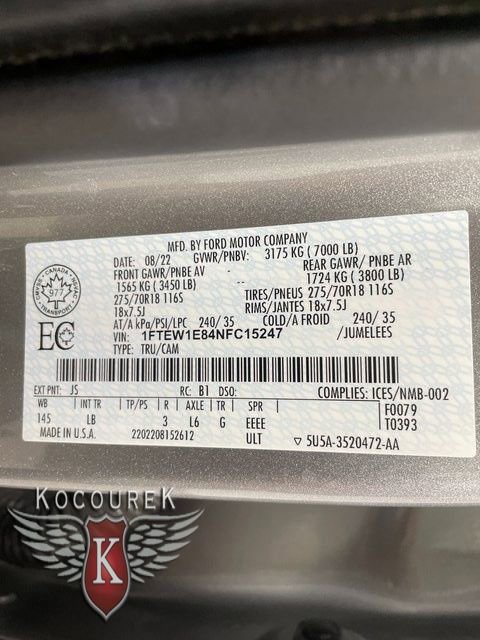 MFD. BY FORD MOTOR COMPANY
DATE: 08/22 GVWR/PNBV: 3175 KG ( 7000 LB)
FRONT GAWR/PNBE AV REAR GAWR/ PNBE AR
1565 KG ( 3450 LB) 1724 KG ( 3800 LB)
275/70R18 116S TIRES/PNEUS 275/70R18 116S
18x7.5J RIMS/JANTES 18x7.5J
AT/A kPa/PSI/LPC 240/ 35 COLD/A FROID 240/ 35
VIN: 1FTEW1E84NFC15247 /JUMELEES
TYPE: TRU/CAM
CANADA
977
TRANSPORT
EC
EXT PNT: JS RC: B1 DSO: COMPLIES: ICES/NMB-002
WB INT TR TP/PS R AXLE TR SPR F0079
145 LB 3 L6 G EEEE T0393
MADE IN U.S.A. 2202208152612 ULT ▽ 5U5A-3520472-AA
KOCOUREK
K